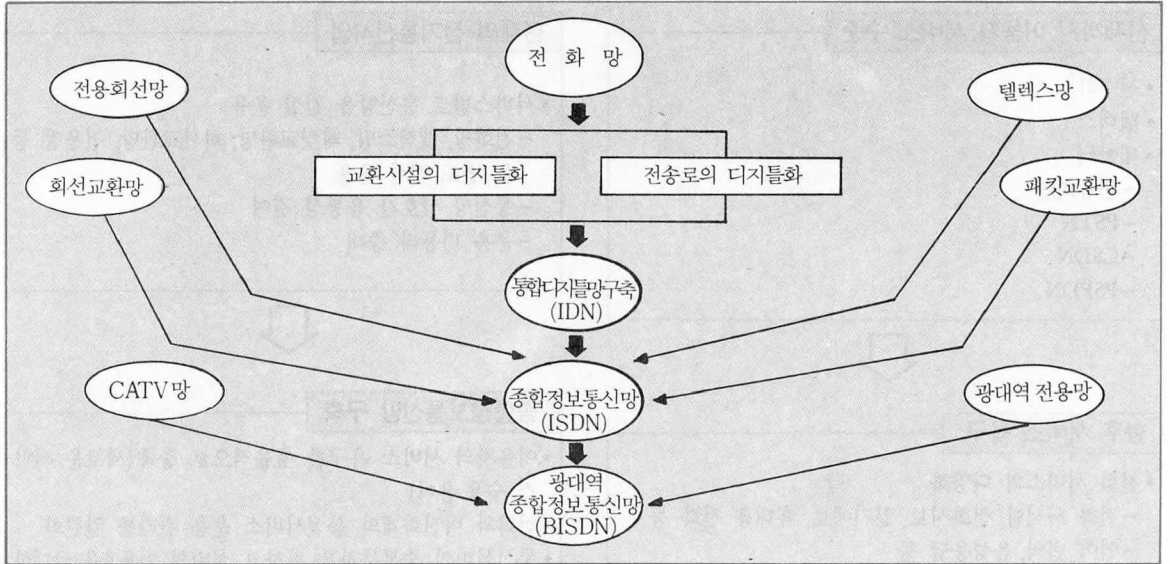 전 화 망
전용회선망
텔렉스망
교환시설의 디지틀화
전송로의 디지틀화
회선교환망
패킷교환망
통합디지틀망구축
(IDN)
CATV망
종합정보통신망
(ISDN)
광대역 전용망
광대역
종합정보통신망
(BISDN)